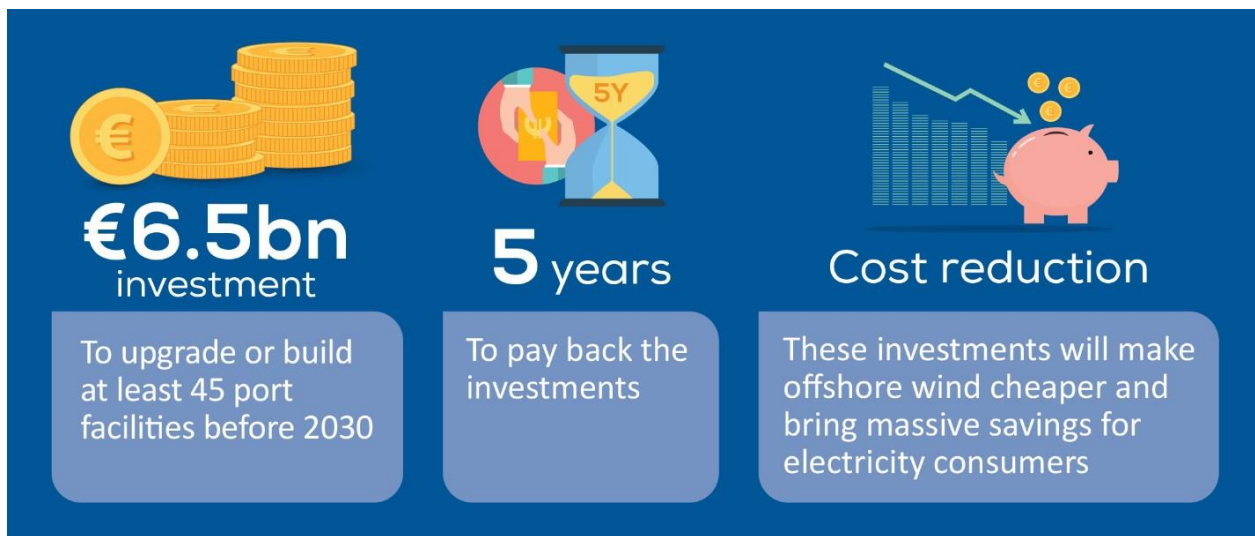 €6.5bn
investment
To upgrade or build
at least 45 port
facilities before 2030
5Y
5 years
To pay back the
investments
Cost reduction
These investments will make
offshore wind cheaper and
bring massive savings for
electricity consumers